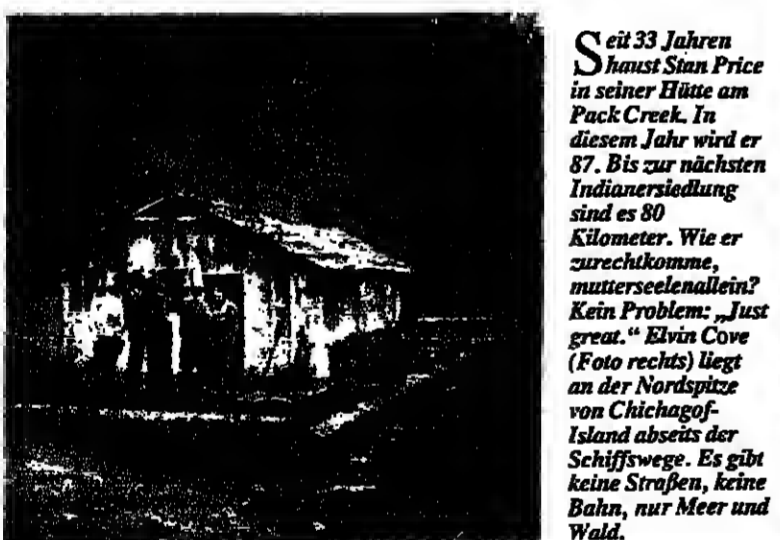 Seit 33 Jahren
haust Stan Price
in seiner Hütte am
Pack Creek. In
diesem Jahr wird er
87. Bis zur nächsten
Indianersiedlung
sind es 80
Kilometer. Wie er
zurechtkomme,
mutterseelenallein?
Kein Problem: „Just
great.“ Elvin Cove
(Foto rechts) liegt
an der Nordspitze
von Chichagof-
Island abseits der
Schiffswege. Es gibt
keine Straßen, keine
Bahn, nur Meer und
Wald.